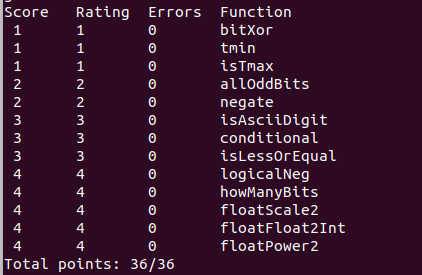 Score Rating Errors Function
1 1 0 bitXor
1 1 0 tmin
1 1 0 isTmax
2 2 0 allOddBits
2 2 0 negate
3 3 0 isAsciiDigit
3 3 0 conditional
3 3 0 isLessOrEqual
4 4 0 logicalNeg
4 4 0 howManyBits
4 4 0 floatScale2
4 4 0 floatFloat2Int
4 4 0 floatPower2
Total points: 36/36